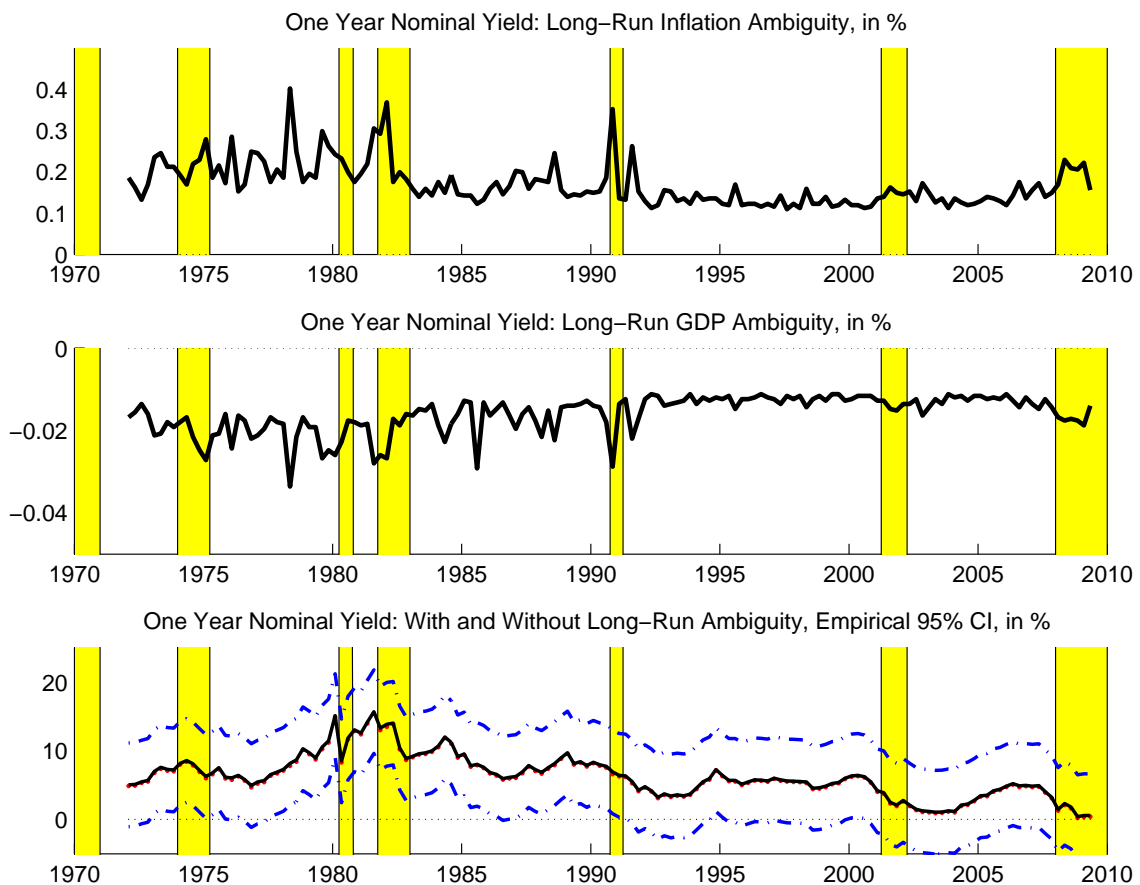 One Year Nominal Yield: Long−Run Inflation Ambiguity, in %
0.4
0.3
0.2
0.1
0
1970 1975 1980 1985 1990 1995 2000 2005 2010
One Year Nominal Yield: Long−Run GDP Ambiguity, in %
0
−0.02
−0.04
1970 1975 1980 1985 1990 1995 2000 2005 2010
One Year Nominal Yield: With and Without Long−Run Ambiguity, Empirical 95% CI, in %
20
10
0
1970 1975 1980 1985 1990 1995 2000 2005 2010